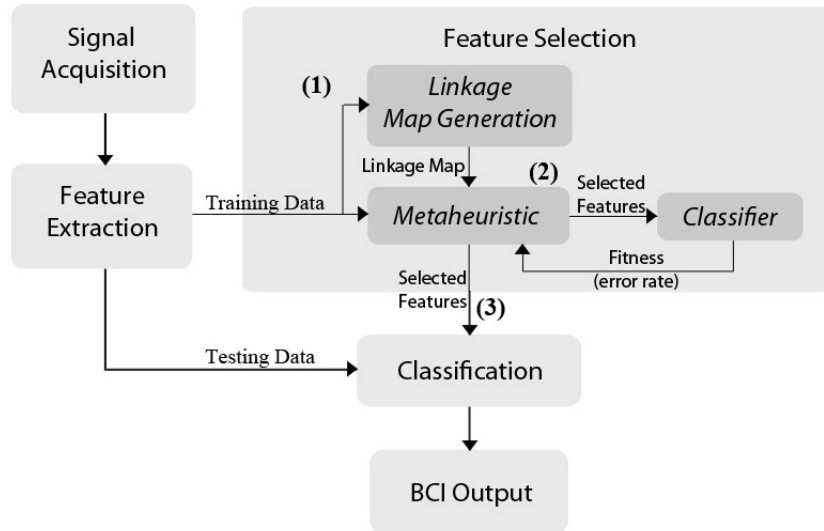 Signal
Acquisition
Feature Selection
(1)
Linkage
Map Generation
Linkage Map
(2)
Feature
Extraction
Training Data
Metaheuristic
Selected
Features
Classifier
Fitness
(error rate)
Selected
Features
(3)
Testing Data
Classification
BCI Output